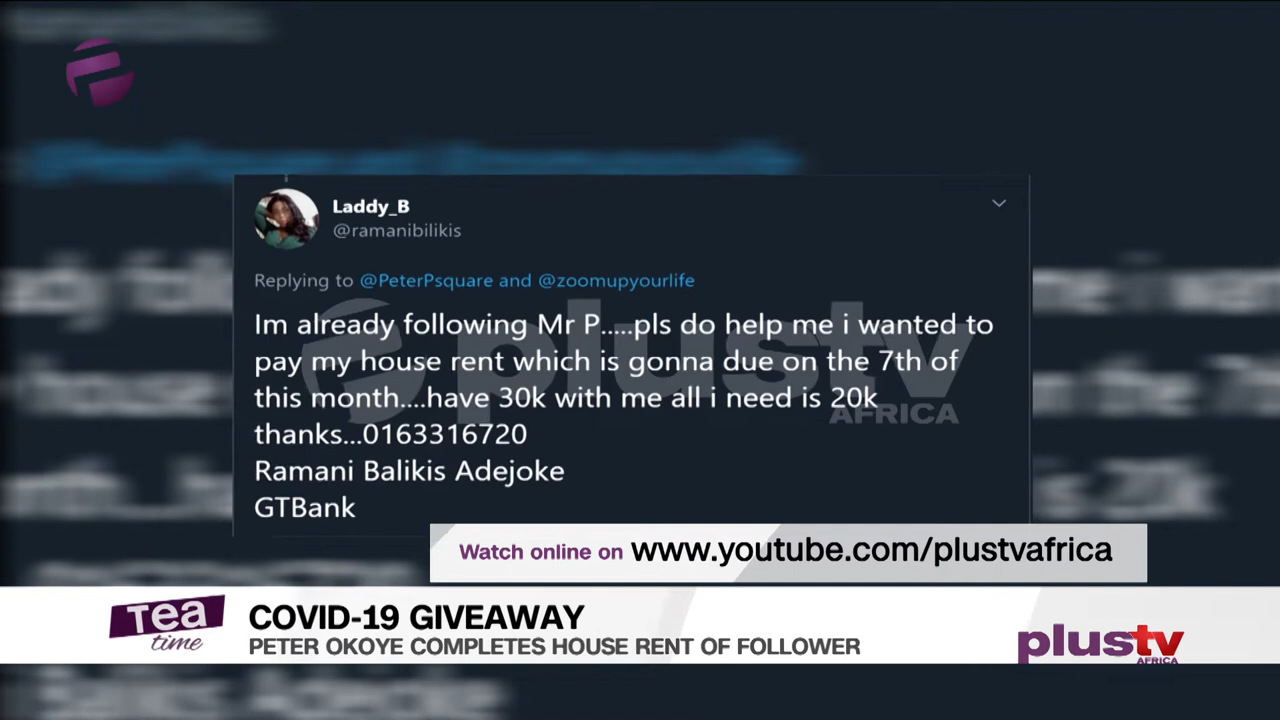 Laddy_B
@ramanibilikis
Replying to @PeterPsquare and @zoomupyourlife
Im already following Mr P.....pls do help me i wanted to
pay my house rent which is gonna due on the 7th of
this month....have 30k with me all i need is 20k
thanks...0163316720
Ramani Balikis Adejoke
GTBank
plustv
AFRICA
Watch online on www.youtube.com/plustvafrica
Tea
time
COVID-19 GIVEAWAY
PETER OKOYE COMPLETES HOUSE RENT OF FOLLOWER
plustv
AFRICA